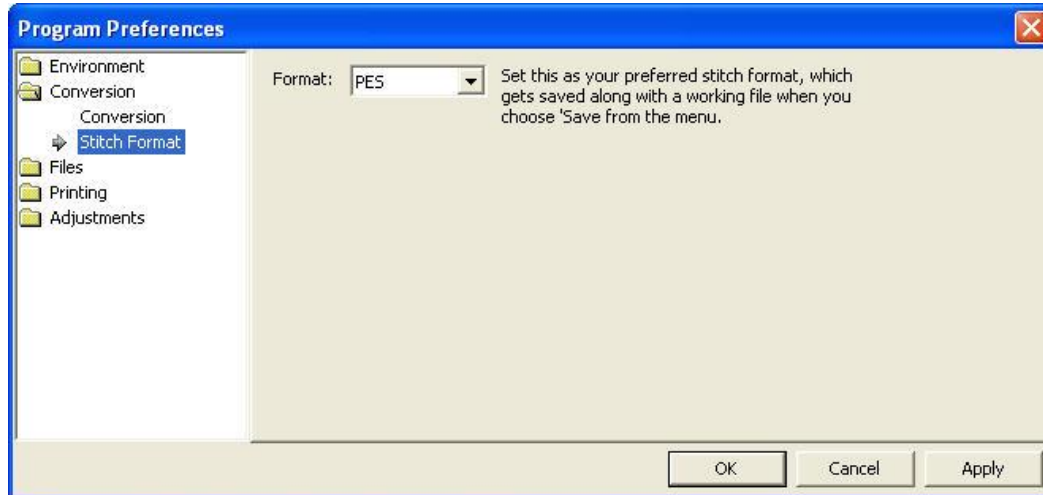 Program Preferences
Environment
Conversion
Conversion
Stitch Format
Files
Printing
Adjustments
Format: PES
Set this as your preferred stitch format, which
gets saved along with a working file when you
choose 'Save from the menu.
OK Cancel Apply